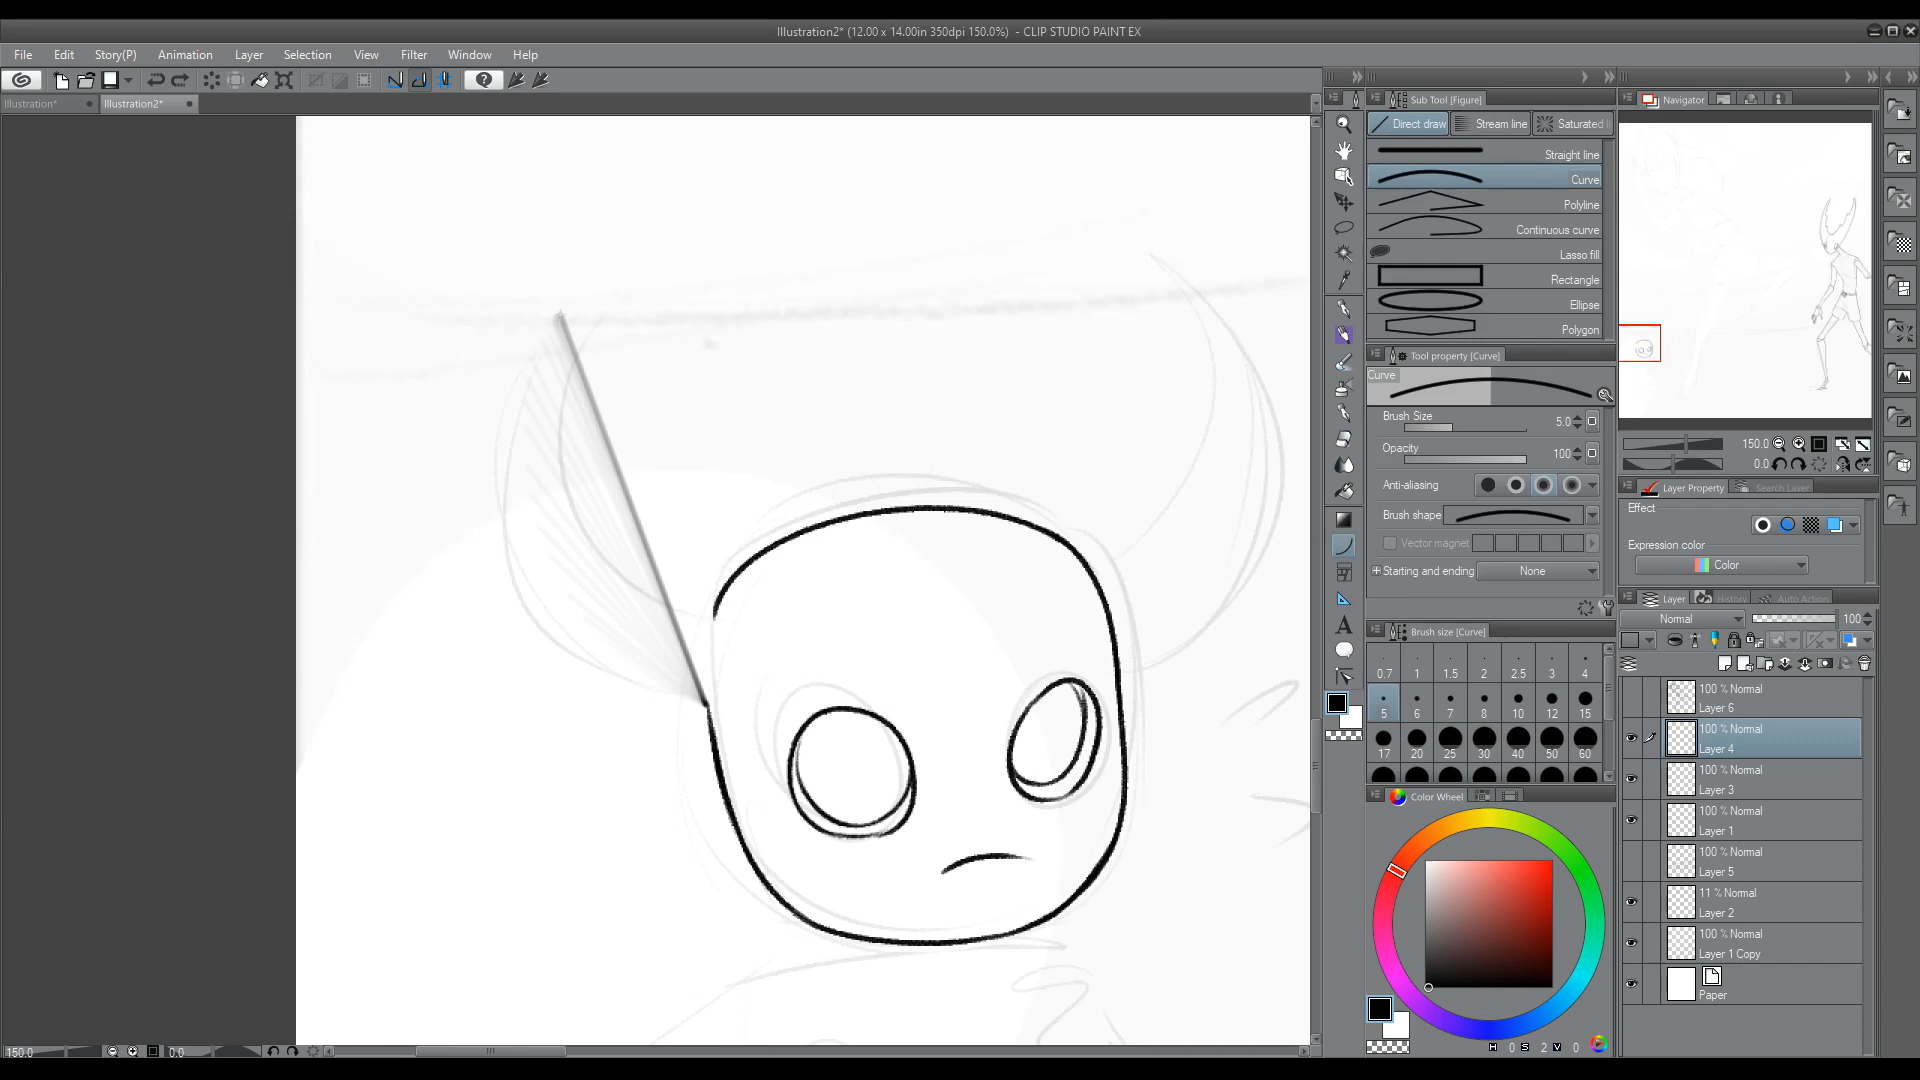 Illustration2* (12.00 x 14.00in 350dpi 150.0%) - CLIP STUDIO PAINT EX
File Edit Story(P) Animation Layer Selection View Filter Window Help
Illustration* Illustration2*
Sub Tool [Figure]
Direct draw Stream line Saturated
Straight line
Curve
Polyline
Continuous curve
Lasso fill
Rectangle
Ellipse
Polygon
Tool property [Curve]
Curve
Brush Size 5.0
Opacity 100
Anti-aliasing
Brush shape
Vector magnet
Starting and ending None
Brush size [Curve]
0.7 1 1.5 2 2.5 3 4
5 6 7 8 10 12 15
17 20 25 30 40 50 60
Color Wheel
H 0 S 2 V 0
Navigator
150.0
0.0
Layer Property Search Layer
Effect
Expression color
Color
Layer History Auto Action
Normal 100
100 % Normal
Layer 6
100 % Normal
Layer 4
100 % Normal
Layer 3
100 % Normal
Layer 1
100 % Normal
Layer 5
11 % Normal
Layer 2
100 % Normal
Layer 1 Copy
Paper
150.0 0.0